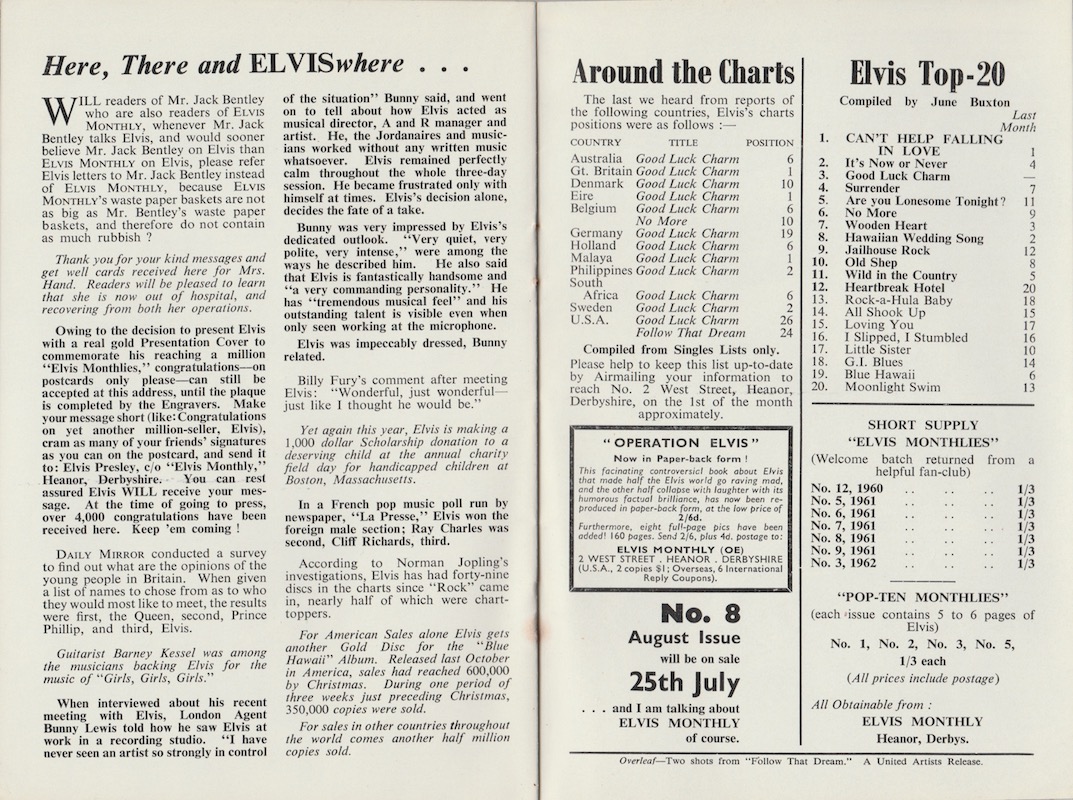 Here, There and ELVISwhere . . .
WILL readers of Mr. Jack Bentley
who are also readers of ELVIS
MONTHLY, whenever Mr. Jack
Bentley talks Elvis, and would sooner
believe Mr. Jack Bentley on Elvis than
ELVIS MONTHLY on Elvis, please refer
Elvis letters to Mr. Jack Bentley instead
of ELVIS MONTHLY, because ELVIS
MONTHLY'S waste paper baskets are not
as big as Mr. Bentley's waste paper
baskets, and therefore do not contain
as much rubbish ?
Thank you for your kind messages and
get well cards received here for Mrs.
Hand. Readers will be pleased to learn
that she is now out of hospital, and
recovering from both her operations.
Owing to the decision to present Elvis
with a real gold Presentation Cover to
commemorate his reaching a million
"Elvis Monthlies," congratulations—on
postcards only please—can still be
accepted at this address, until the plaque
is completed by the Engravers. Make
your message short (like: Congratulations
on yet another million-seller, Elvis),
cram as many of your friends' signatures
as you can on the postcard, and send it
to: Elvis Presley, c/o "Elvis Monthly,"
Heanor, Derbyshire. You can rest
assured Elvis WILL receive your mes-
sage. At the time of going to press,
over 4,000 congratulations have been
received here. Keep 'em coming !
DAILY MIRROR conducted a survey
to find out what are the opinions of the
young people in Britain. When given
a list of names to chose from as to who
they would most like to meet, the results
were first, the Queen, second, Prince
Phillip, and third, Elvis.
Guitarist Barney Kessel was among
the musicians backing Elvis for the
music of "Girls, Girls, Girls."
When interviewed about his recent
meeting with Elvis, London Agent
Bunny Lewis told how he saw Elvis at
work in a recording studio. "I have
never seen an artist so strongly in control
of the situation" Bunny said, and went
on to tell about how Elvis acted as
musical director, A and R manager and
artist. He, the Jordanaires and music-
ians worked without any written music
whatsoever. Elvis remained perfectly
calm throughout the whole three-day
session. He became frustrated only with
himself at times. Elvis's decision alone,
decides the fate of a take.
Bunny was very impressed by Elvis's
dedicated outlook. "Very quiet, very
polite, very intense," were among the
ways he described him. He also said
that Elvis is fantastically handsome and
"a very commanding personality." He
has "tremendous musical feel" and his
outstanding talent is visible even when
only seen working at the microphone.
Elvis was impeccably dressed, Bunny
related.
Billy Fury's comment after meeting
Elvis: "Wonderful, just wonderful—
just like I thought he would be."
Yet again this year, Elvis is making a
1,000 dollar Scholarship donation to a
deserving child at the annual charity
field day for handicapped children at
Boston, Massachusetts.
In a French pop music poll run by
newspaper, "La Presse," Elvis won the
foreign male section; Ray Charles was
second, Cliff Richards, third.
According to Norman Jopling's
investigations, Elvis has had forty-nine
discs in the charts since "Rock" came
in, nearly half of which were chart-
toppers.
For American Sales alone Elvis gets
another Gold Disc for the "Blue
Hawaii" Album. Released last October
in America, sales had reached 600,000
by Christmas. During one period of
three weeks just preceding Christmas,
350,000 copies were sold.
For sales in other countries throughout
the world comes another half million
copies sold.
Around the Charts
The last we heard from reports of
the following countries, Elvis's charts
positions were as follows :—
COUNTRY TITLE POSITION
Australia Good Luck Charm 6
Gt. Britain Good Luck Charm 1
Denmark Good Luck Charm 10
Eire Good Luck Charm 1
Belgium Good Luck Charm 6
No More 10
Germany Good Luck Charm 19
Holland Good Luck Charm 6
Malaya Good Luck Charm 1
Philippines Good Luck Charm 2
South
Africa Good Luck Charm 6
Sweden Good Luck Charm 2
U.S.A. Good Luck Charm 26
Follow That Dream 24
Compiled from Singles Lists only.
Please help to keep this list up-to-date
by Airmailing your information to
reach No. 2 West Street, Heanor,
Derbyshire, on the 1st of the month
approximately.
"OPERATION ELVIS"
Now in Paper-back form !
This facinating controversicl book about Elvis
that made half the Elvis world go raving mad,
and the other half collapse with laughter with its
humorous factual brilliance, has now been re-
produced in paper-back form, at the low price of
2/6d.
Furthermore, eight full-page pics have been
added! 160 pages. Send 2/6, plus 4d. postage to:
ELVIS MONTHLY (OE)
2 WEST STREET . HEANOR . DERBYSHIRE
(U.S.A., 2 copies $1; Overseas, 6 International
Reply Coupons).
No. 8
August Issue
will be on sale
25th July
. . . and I am talking about
ELVIS MONTHLY
of course.
Elvis Top-20
Compiled by June Buxton
Last
Month
1. CAN'T HELP FALLING
IN LOVE 1
2. It's Now or Never 4
3. Good Luck Charm —
4. Surrender 7
5. Are you Lonesome Tonight? 11
6. No More 9
7. Wooden Heart 3
8. Hawaiian Wedding Song 2
9. Jailhouse Rock 12
10. Old Shep 8
11. Wild in the Country 5
12. Heartbreak Hotel 20
13. Rock-a-Hula Baby 18
14. All Shook Up 15
15. Loving You 17
16. I Slipped, I Stumbled 16
17. Little Sister 10
18. G.I. Blues 14
19. Blue Hawaii 6
20. Moonlight Swim 13
SHORT SUPPLY
"ELVIS MONTHLIES"
(Welcome batch returned from a
helpful fan-club)
No. 12, 1960 .. .. .. 1/3
No. 5, 1961 .. .. .. 1/3
No. 6, 1961 .. .. .. 1/3
No. 7, 1961 .. .. .. 1/3
No. 8, 1961 .. .. .. 1/3
No. 9, 1961 .. .. .. 1/3
No. 3, 1962 .. .. .. 1/3
"POP-TEN MONTHLIES"
(each issue contains 5 to 6 pages of
Elvis)
No. 1, No. 2, No. 3, No. 5,
1/3 each
(All prices include postage)
All Obtainable from :
ELVIS MONTHLY
Heanor, Derbys.
Overleaf—Two shots from "Follow That Dream." A United Artists Release.